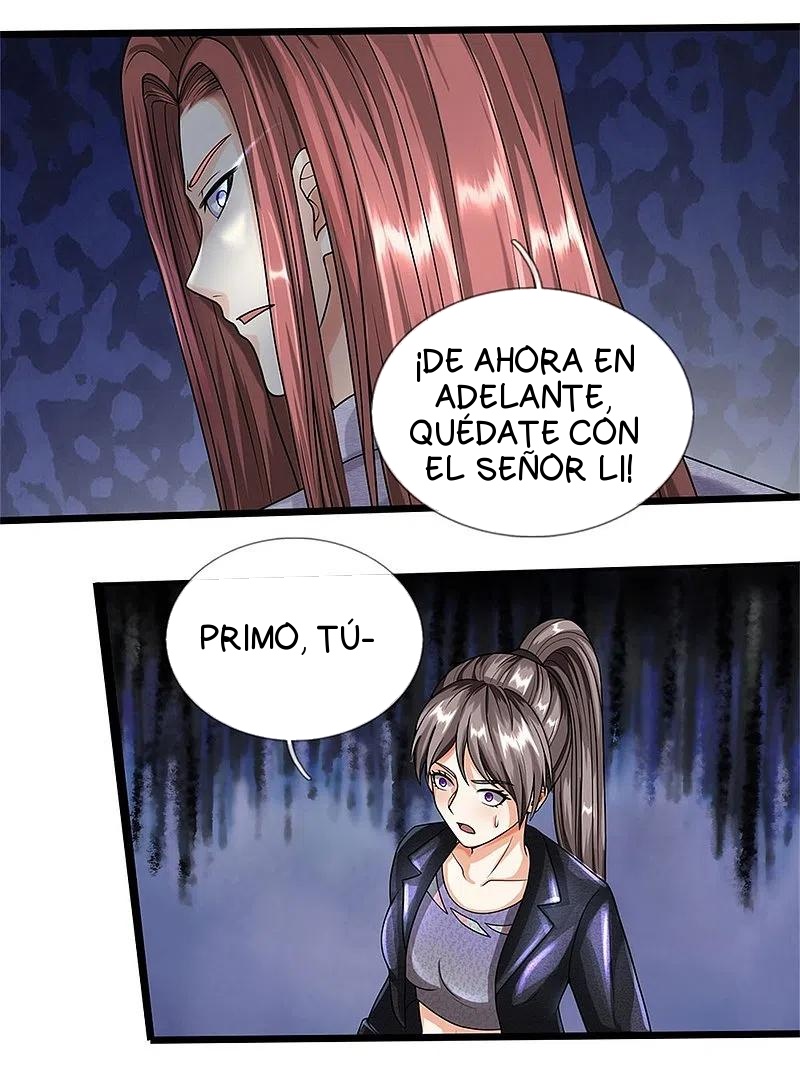 ¡DE AHORA EN
ADELANTE,
QUÉDATE CON
EL SEÑOR LI!
PRIMO, TÚ-